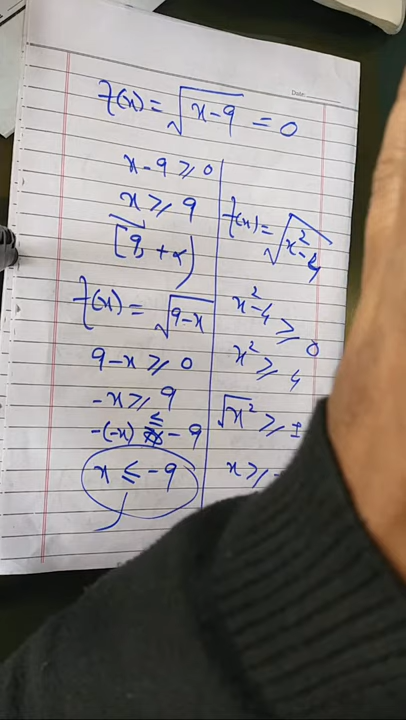 Date:
f(x) = √(x-9) = 0
x-9 ≥ 0
x ≥ 9
[9, +∝)
f(x) = √(9-x)
9-x ≥ 0
-x ≥ 9
≤
-(-x) -9
x ≤ -9
f(x) = √(x²-4)
x²-4 ≥ 0
x² ≥ 4
√x² ≥ ±
x ≥ -